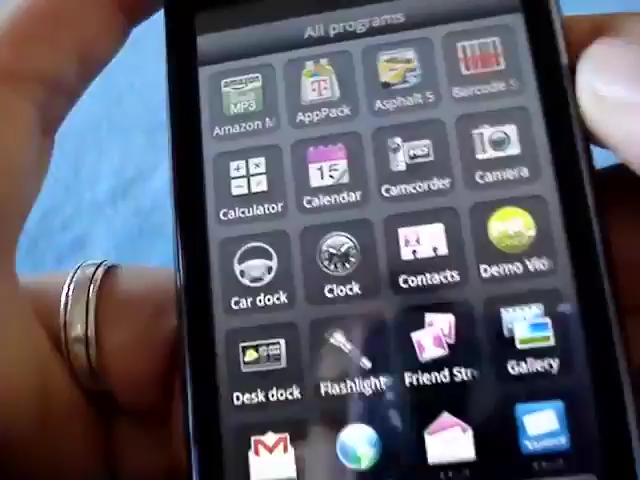 All programs
amazon
MP3
T
Amazon M
AppPack
Asphalt 5
Barcode S
15
HD
Calculator
Calendar
Camcorder
Camera
Car dock
Clock
Contacts
Demo Vid
Desk dock
Flashlight
Friend Str
Gallery